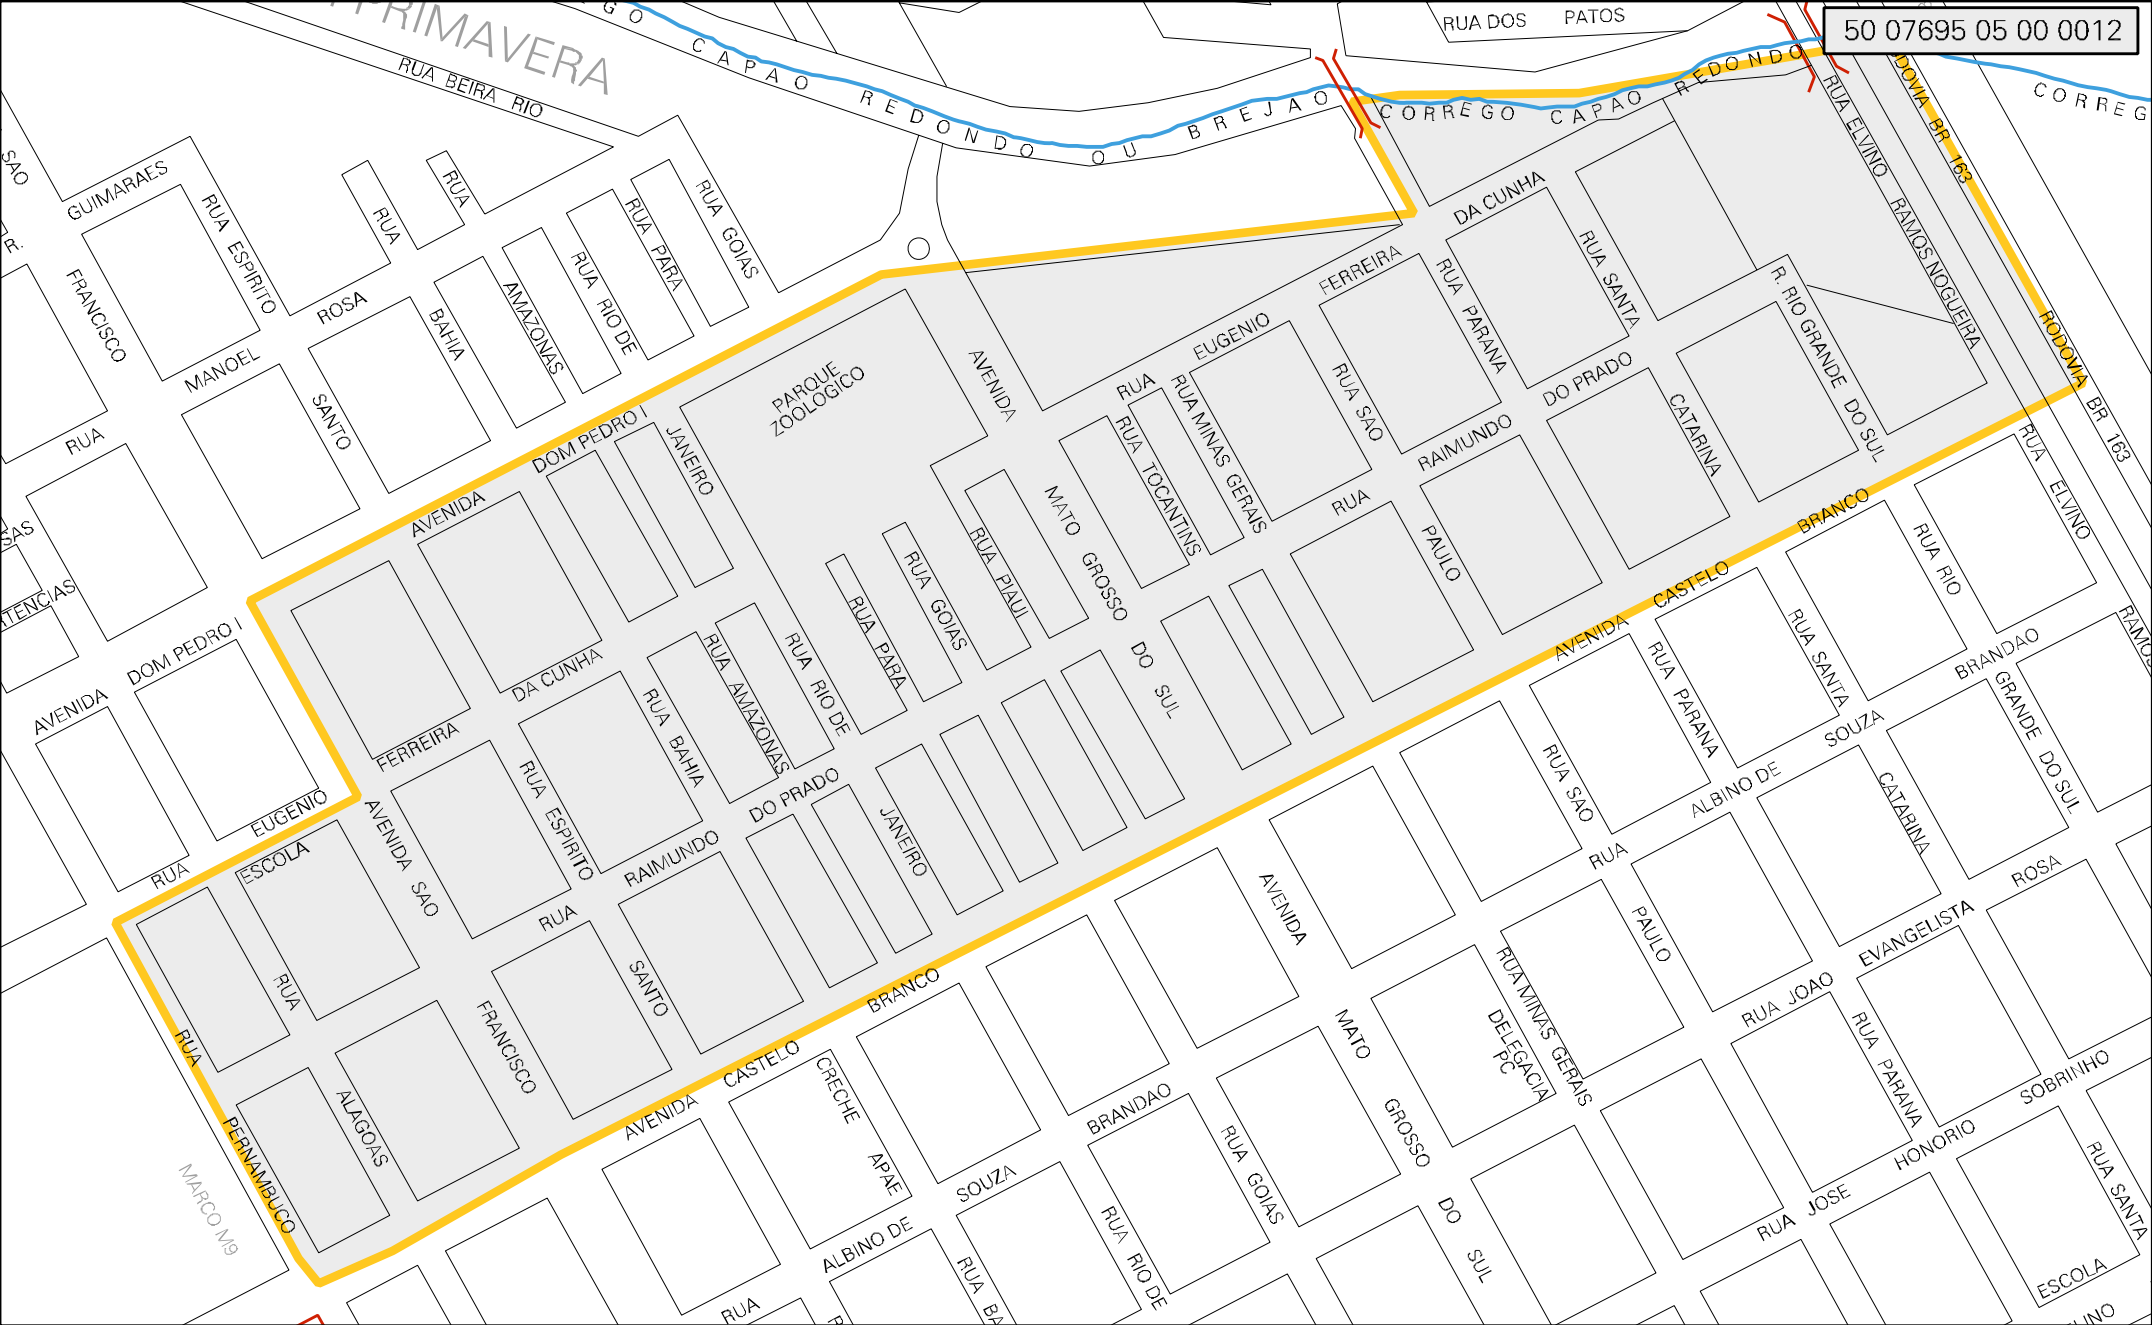 50 07695 05 00 0012
PRIMAVERA
RUA BEIRA RIO
CAPAO REDONDO OU BREJAO
CORREGO CAPAO REDONDO
CORREG
RUA DOS PATOS
RODOVIA BR 163
RODOVIA BR 163
RUA ELVINO RAMOS NOGUEIRA
SAO
FRANCISCO
R.
GUIMARAES
ROSA
MANOEL
RUA
RUA ESPIRITO
SANTO
RUA
RUA
BAHIA
AMAZONAS
RUA RIO DE
JANEIRO
RUA PARA
RUA GOIAS
AVENIDA DOM PEDRO I
AVENIDA DOM PEDRO I
PARQUE
ZOOLOGICO
AVENIDA
MATO GROSSO DO SUL
RUA EUGENIO FERREIRA DA CUNHA
RUA SANTA
CATARINA
RUA PARANA
RUA SAO
PAULO
R. RIO GRANDE DO SUL
RUA MINAS GERAIS
RUA TOCANTINS
RUA RAIMUNDO DO PRADO
RUA PIAUI
RUA GOIAS
RUA PARA
RUA RIO DE
JANEIRO
RUA AMAZONAS
RUA BAHIA
FERREIRA DA CUNHA
RUA EUGENIO
ESCOLA
AVENIDA SAO
FRANCISCO
RUA ESPIRITO
SANTO
RUA RAIMUNDO DO PRADO
RUA
ALAGOAS
RUA
PERNAMBUCO
MARCO M9
AVENIDA CASTELO BRANCO
AVENIDA CASTELO BRANCO
CRECHE
APAE
RUA ALBINO DE SOUZA BRANDAO
RUA ALBINO DE SOUZA BRANDAO
RUA BA
RUA RIO DE
RUA GOIAS
AVENIDA
MATO GROSSO DO SUL
RUA MINAS GERAIS
DELEGACIA
PC
RUA SAO
PAULO
RUA PARANA
RUA PARANA
RUA SANTA
CATARINA
RUA SANTA
RUA RIO
GRANDE DO SUL
RUA ELVINO
RUA JOAO EVANGELISTA ROSA
RUA JOSE HONORIO SOBRINHO
ESCOLA